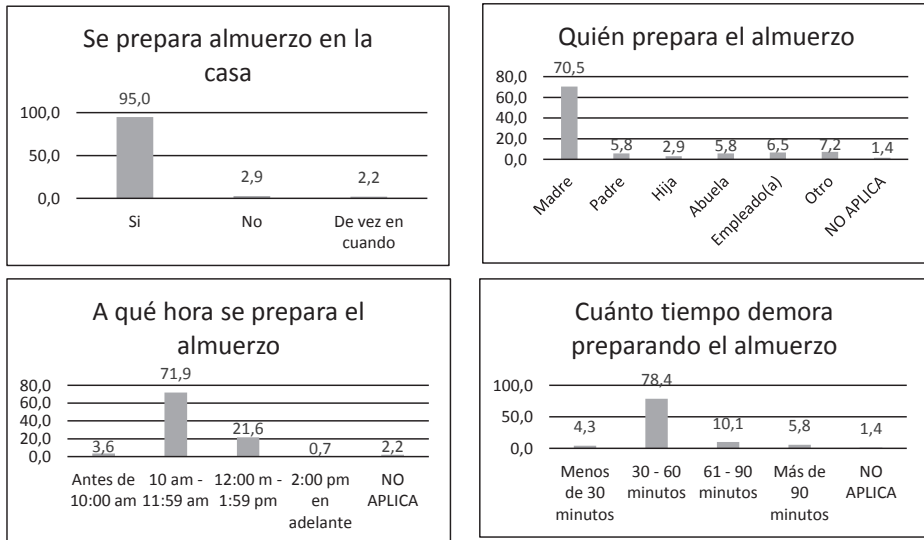 Se prepara almuerzo en la
casa
95,0
100,0
50,0
2,9
2,2
0,0
Si
No
De vez en
cuando
Quién prepara el almuerzo
70,5
80,0
60,0
40,0
20,0
5,8
2,9
5,8
6,5
7,2
1,4
0,0
Madre
Padre
Hija
Abuela
Empleado(a)
Otro
NO APLICA
A qué hora se prepara el
almuerzo
71,9
80,0
60,0
40,0
21,6
20,0
3,6
0,7
2,2
0,0
Antes de
10:00 am
10 am -
11:59 am
12:00 m -
1:59 pm
2:00 pm
en
adelante
NO
APLICA
Cuánto tiempo demora
preparando el almuerzo
78,4
100,0
50,0
4,3
10,1
5,8
1,4
0,0
Menos
de 30
minutos
30 - 60
minutos
61 - 90
minutos
Más de
90
minutos
NO
APLICA